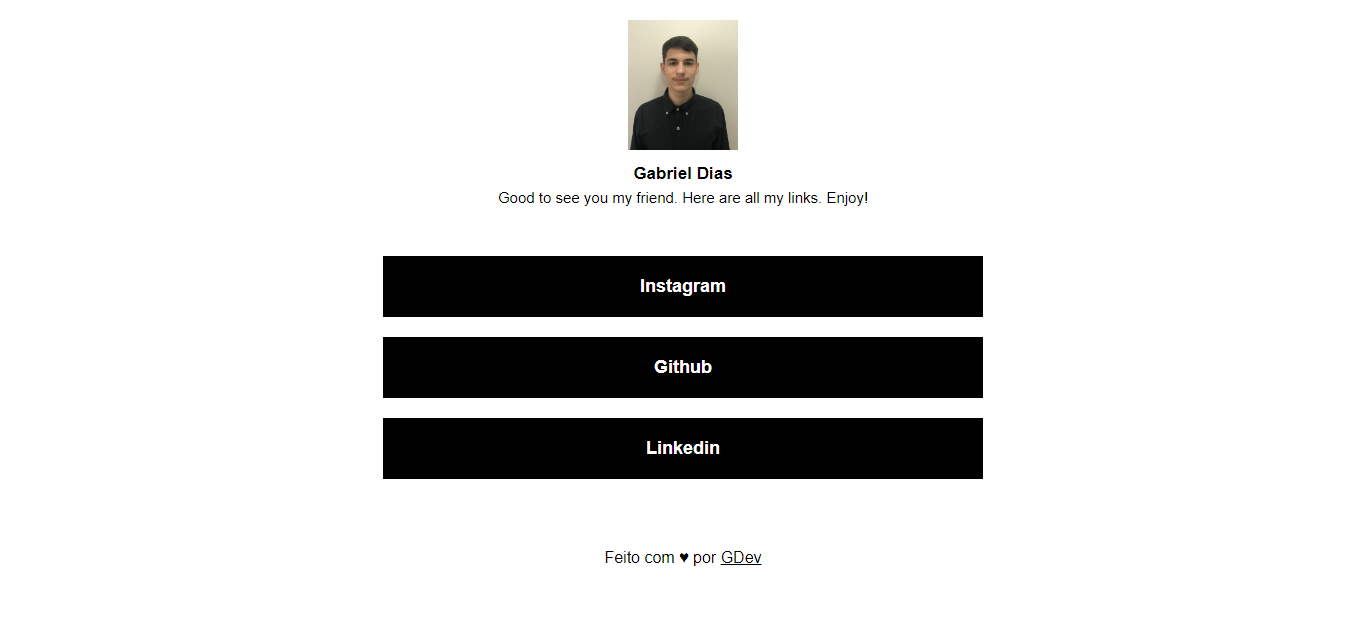 Gabriel Dias
Good to see you my friend. Here are all my links. Enjoy!
Instagram
Github
Linkedin
Feito com ♥ por GDev